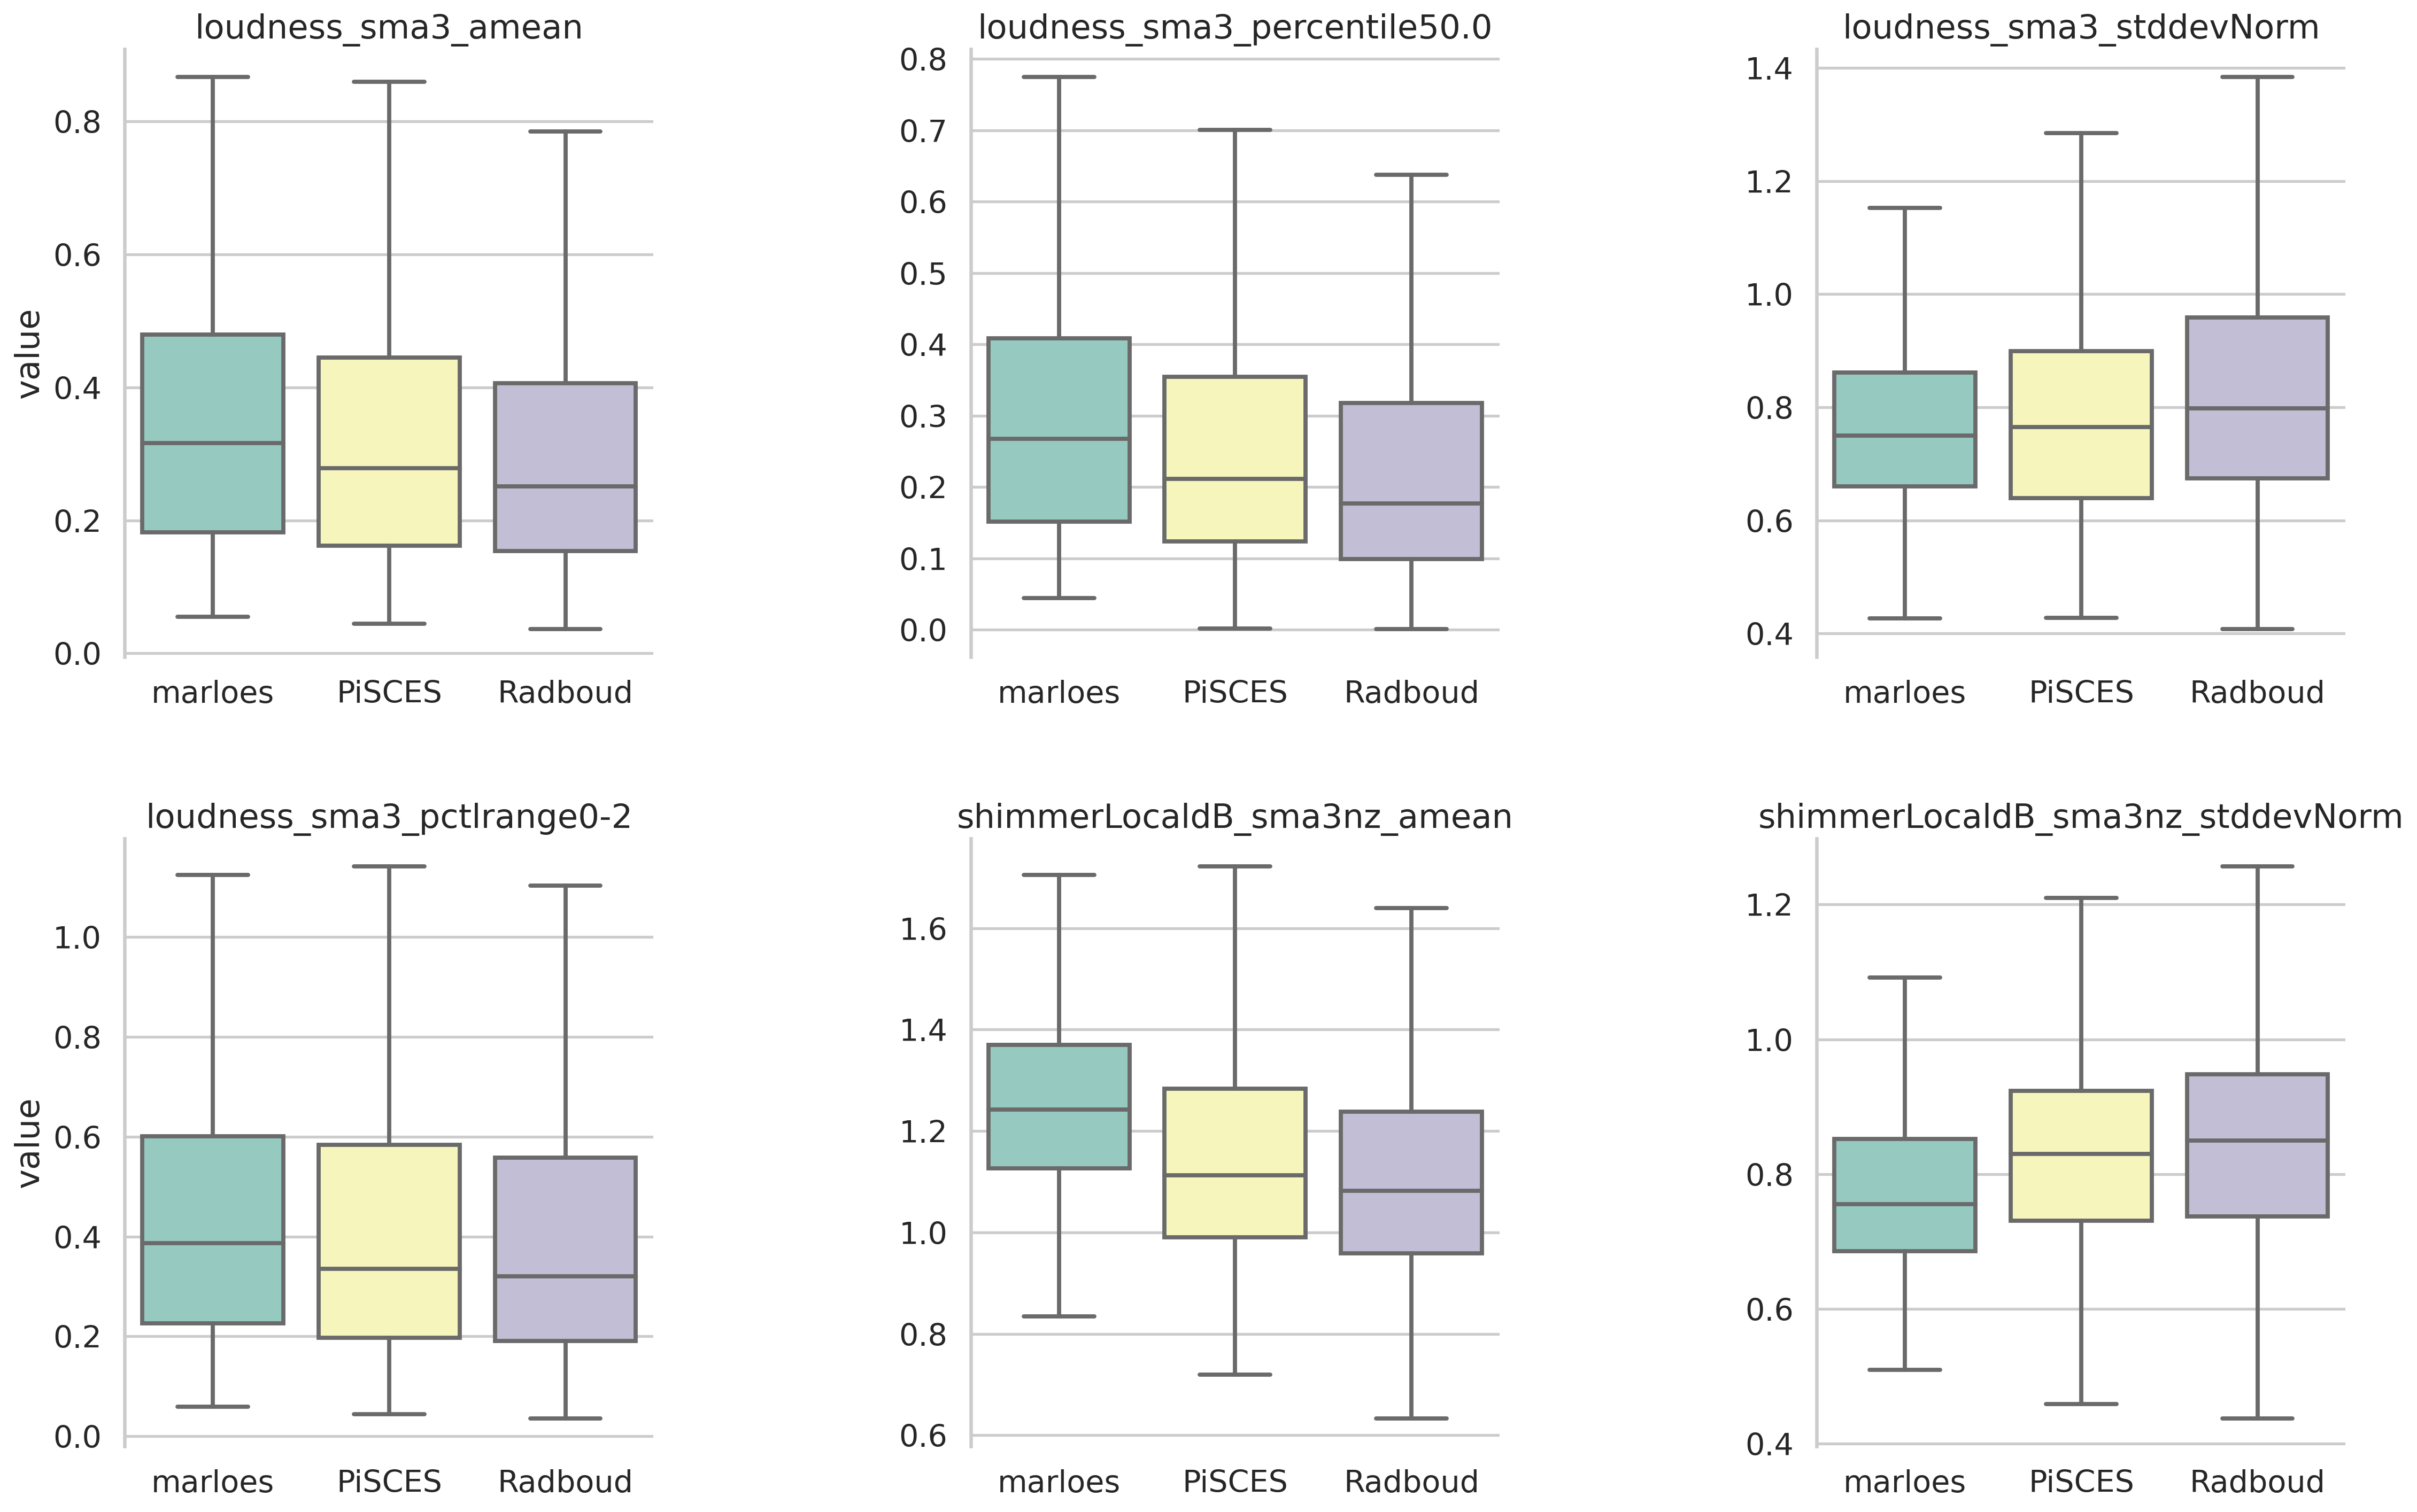 loudness_sma3_amean
loudness_sma3_percentile50.0
loudness_sma3_stddevNorm
value
0.8
0.6
0.4
0.2
0.0
marloes PiSCES Radboud
0.8
0.7
0.6
0.5
0.4
0.3
0.2
0.1
0.0
marloes PiSCES Radboud
1.4
1.2
1.0
0.8
0.6
0.4
marloes PiSCES Radboud
loudness_sma3_pctlrange0-2
shimmerLocaldB_sma3nz_amean
shimmerLocaldB_sma3nz_stddevNorm
value
1.0
0.8
0.6
0.4
0.2
0.0
marloes PiSCES Radboud
1.6
1.4
1.2
1.0
0.8
0.6
marloes PiSCES Radboud
1.2
1.0
0.8
0.6
0.4
marloes PiSCES Radboud